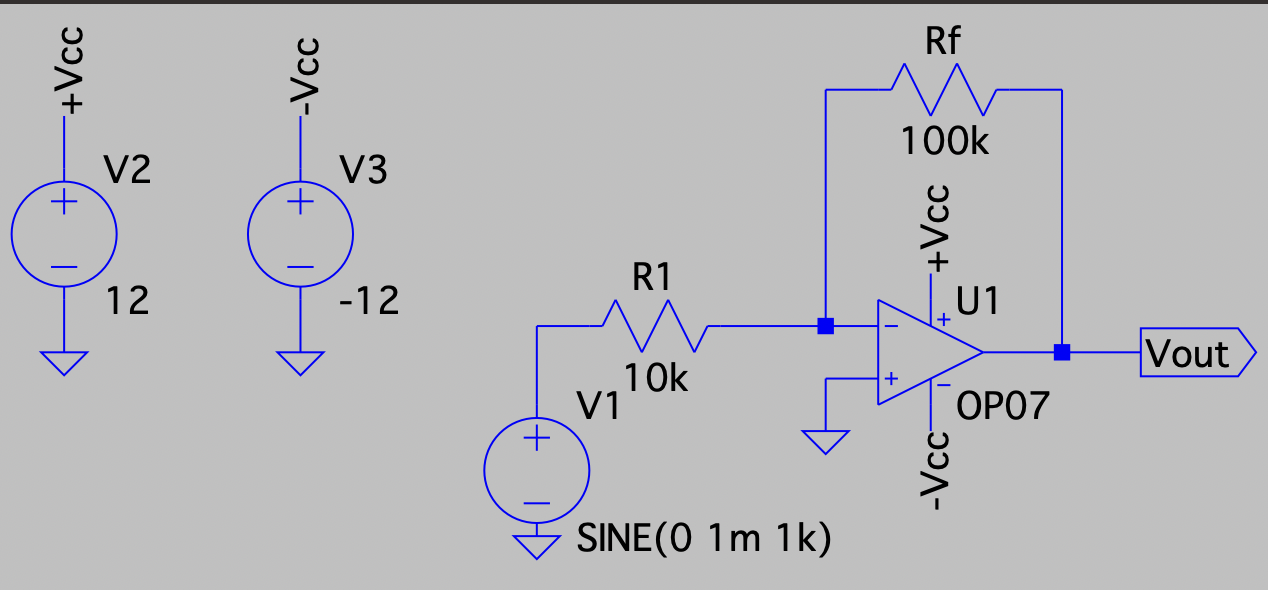 +Vcc
V2
12
-Vcc
V3
-12
Rf
100k
R1
10k
V1
SINE(0 1m 1k)
+Vcc
U1
OP07
-Vcc
Vout